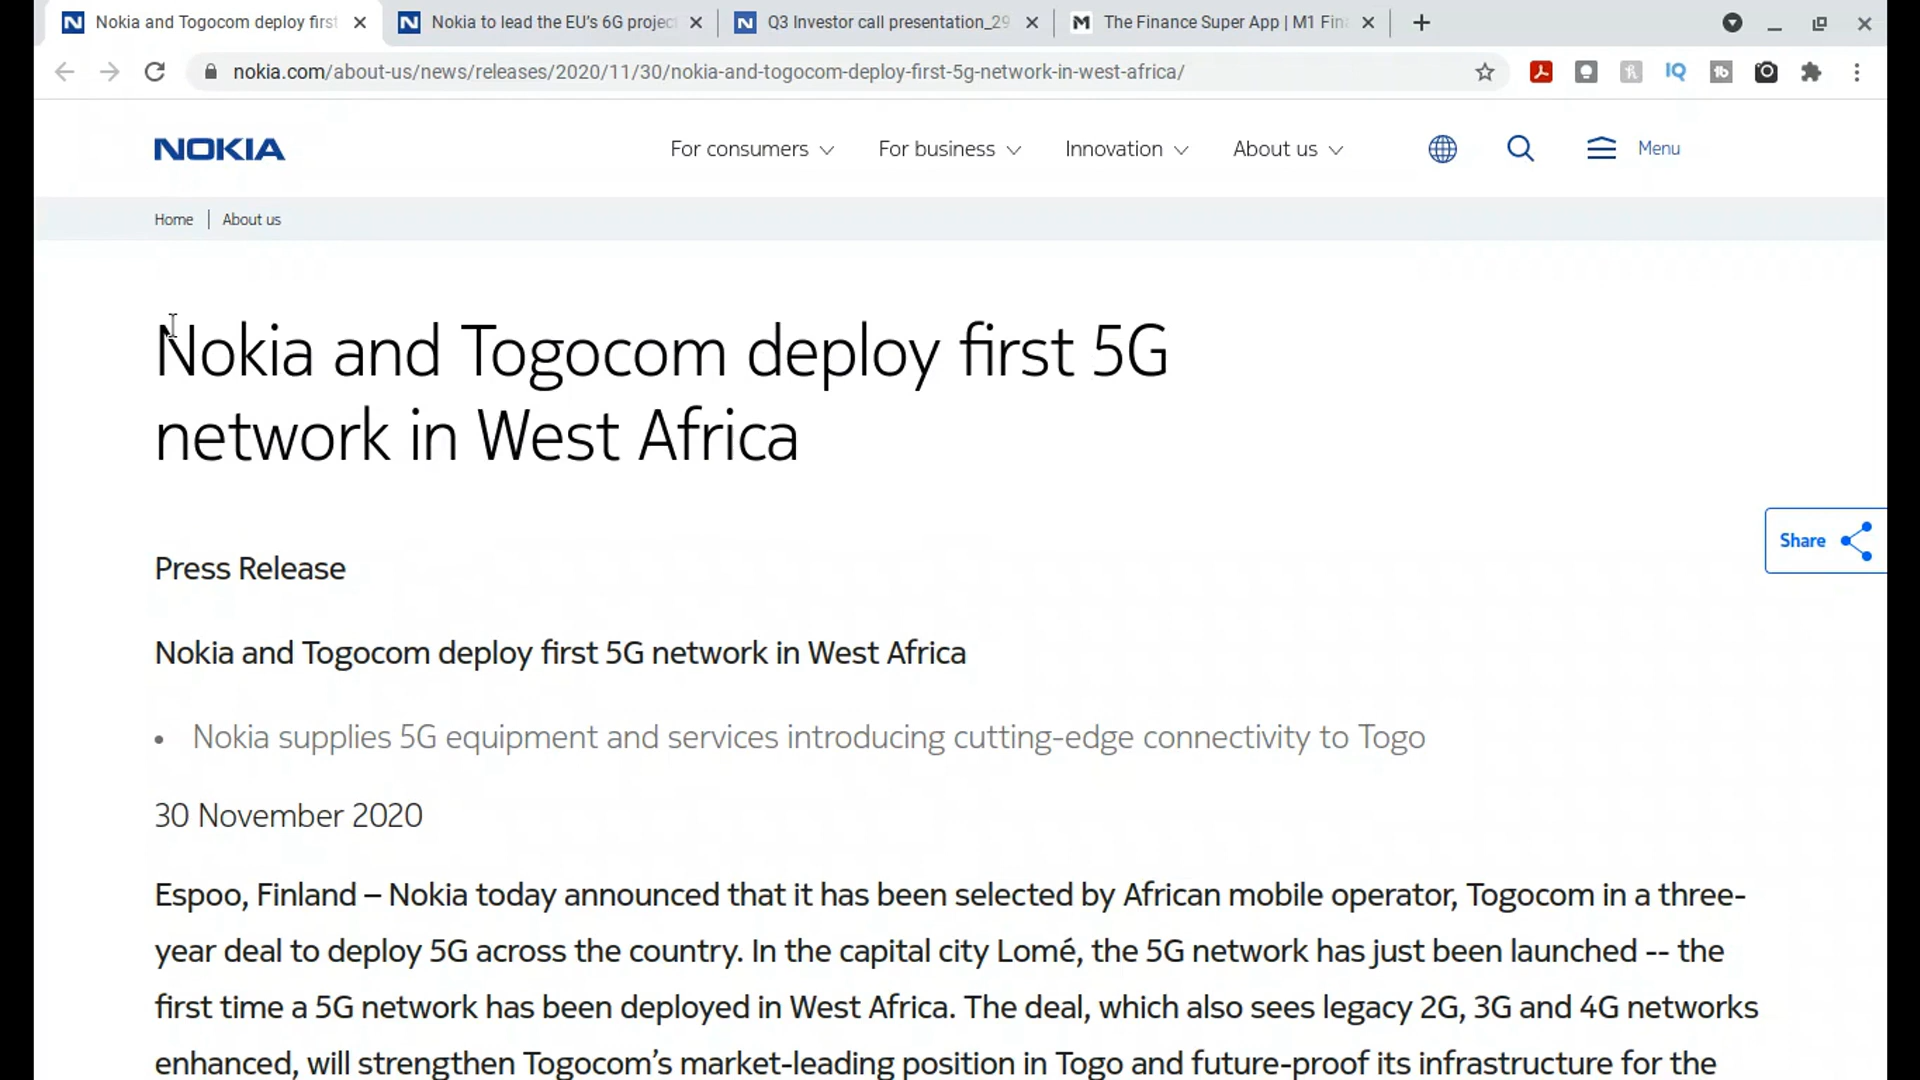 Nokia and Togocom deploy first
Nokia to lead the EU's 6G projec
Q3 Investor call presentation_29
The Finance Super App | M1 Fin
nokia.com/about-us/news/releases/2020/11/30/nokia-and-togocom-deploy-first-5g-network-in-west-africa/
IQ
NOKIA
For consumers
For business
Innovation
About us
Menu
Home
About us
Nokia and Togocom deploy first 5G
network in West Africa
Share
Press Release
Nokia and Togocom deploy first 5G network in West Africa
• Nokia supplies 5G equipment and services introducing cutting-edge connectivity to Togo
30 November 2020
Espoo, Finland – Nokia today announced that it has been selected by African mobile operator, Togocom in a three-
year deal to deploy 5G across the country. In the capital city Lomé, the 5G network has just been launched -- the
first time a 5G network has been deployed in West Africa. The deal, which also sees legacy 2G, 3G and 4G networks
enhanced, will strengthen Togocom's market-leading position in Togo and future-proof its infrastructure for the